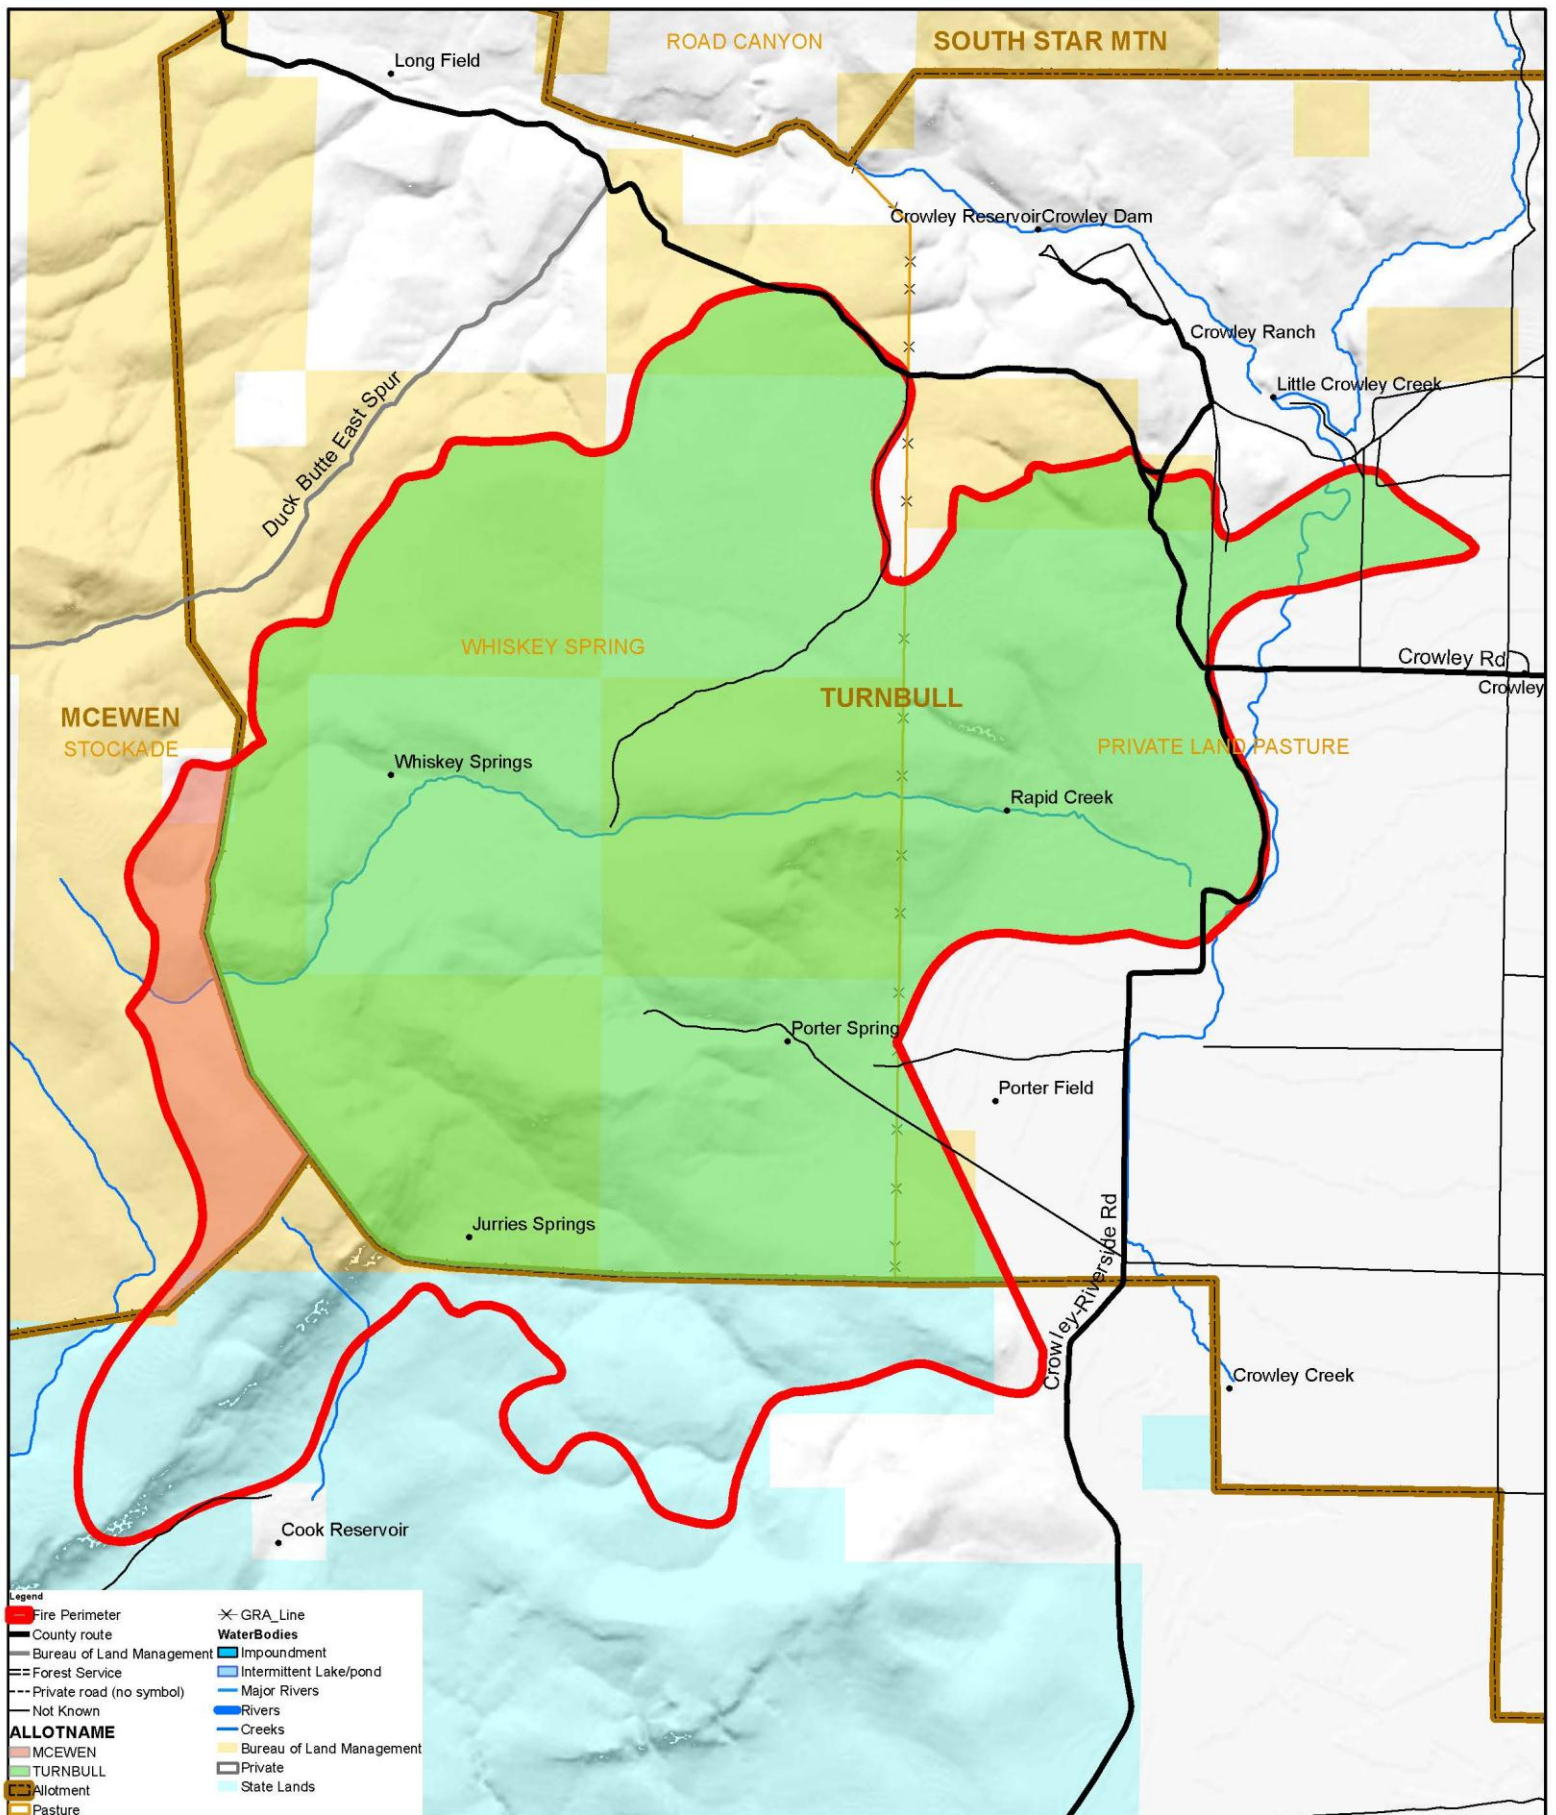 ROAD CANYON
SOUTH STAR MTN
Long Field
Crowley Reservoir
Crowley Dam
Crowley Ranch
Little Crowley Creek
Duck Butte East Spur
WHISKEY SPRING
Crowley Rd
Crowley
TURNBULL
MCEWEN
STOCKADE
PRIVATE LAND PASTURE
Whiskey Springs
Rapid Creek
Porter Spring
Porter Field
Jurries Springs
Crowley-Riverside Rd
Crowley Creek
Cook Reservoir
Legend
Fire Perimeter
County route
Bureau of Land Management
Forest Service
Private road (no symbol)
Not Known
ALLOTNAME
MCEWEN
TURNBULL
Allotment
Pasture
GRA_Line
WaterBodies
Impoundment
Intermittent Lake/pond
Major Rivers
Rivers
Creeks
Bureau of Land Management
Private
State Lands